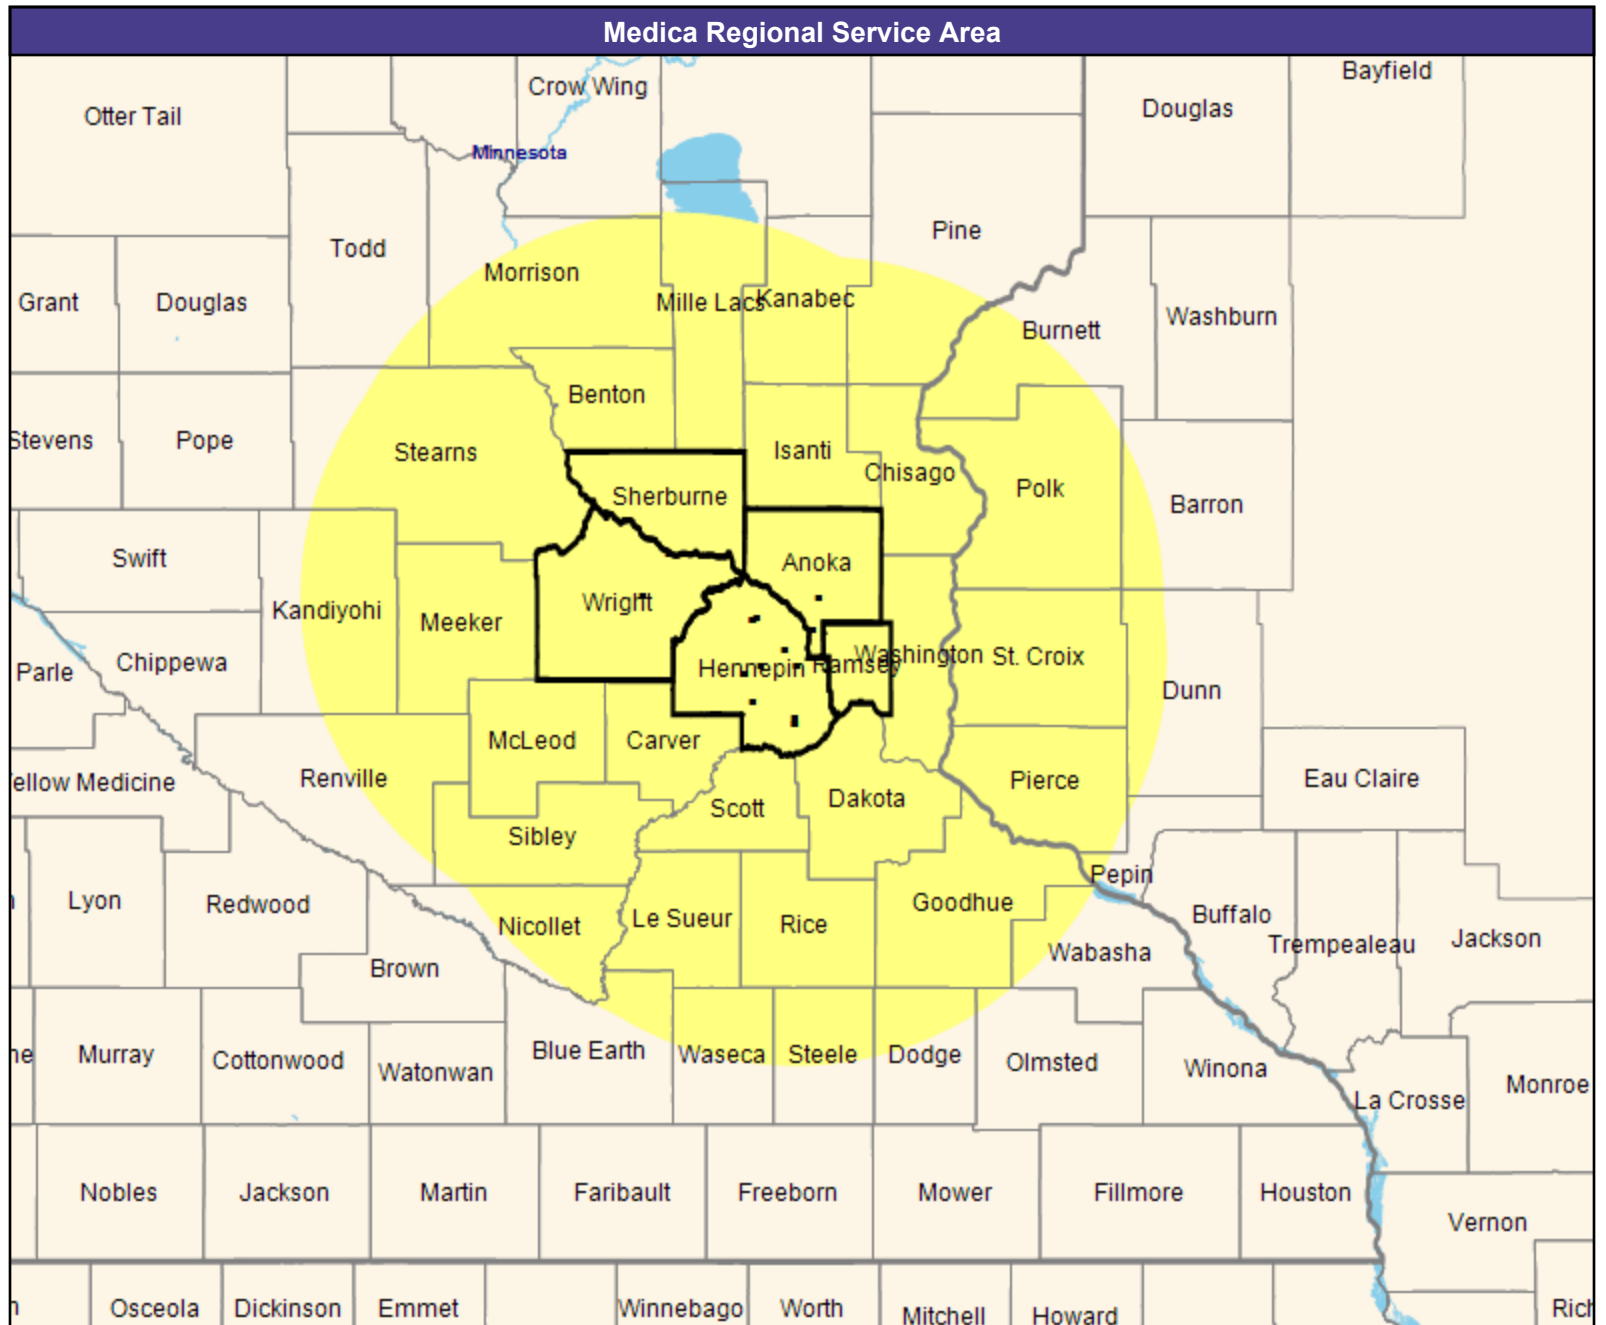 Medica Regional Service Area
Bayfield
Crow Wing
Douglas
Otter Tail
Minnesota
Pine
Todd
Morrison
Mille Lacs
Kanabec
Grant
Douglas
Washburn
Burnett
Benton
Stevens
Pope
Stearns
Isanti
Chisago
Polk
Sherburne
Barron
Swift
Anoka
Wright
Kandiyohi
Meeker
Washington
St. Croix
Hennepin
Ramsey
Parle
Chippewa
Dunn
McLeod
Carver
Renville
ellow Medicine
Pierce
Eau Claire
Scott
Dakota
Sibley
Pepin
Lyon
Redwood
Goodhue
Buffalo
Le Sueur
Rice
Nicollet
Trempealeau
Jackson
Wabasha
Brown
ne
Murray
Cottonwood
Watonwan
Blue Earth
Waseca
Steele
Dodge
Olmsted
Winona
Monroe
La Crosse
Nobles
Jackson
Martin
Faribault
Freeborn
Mower
Fillmore
Houston
Vernon
Osceola
Dickinson
Emmet
Winnebago
Worth
Mitchell
Howard
Rich